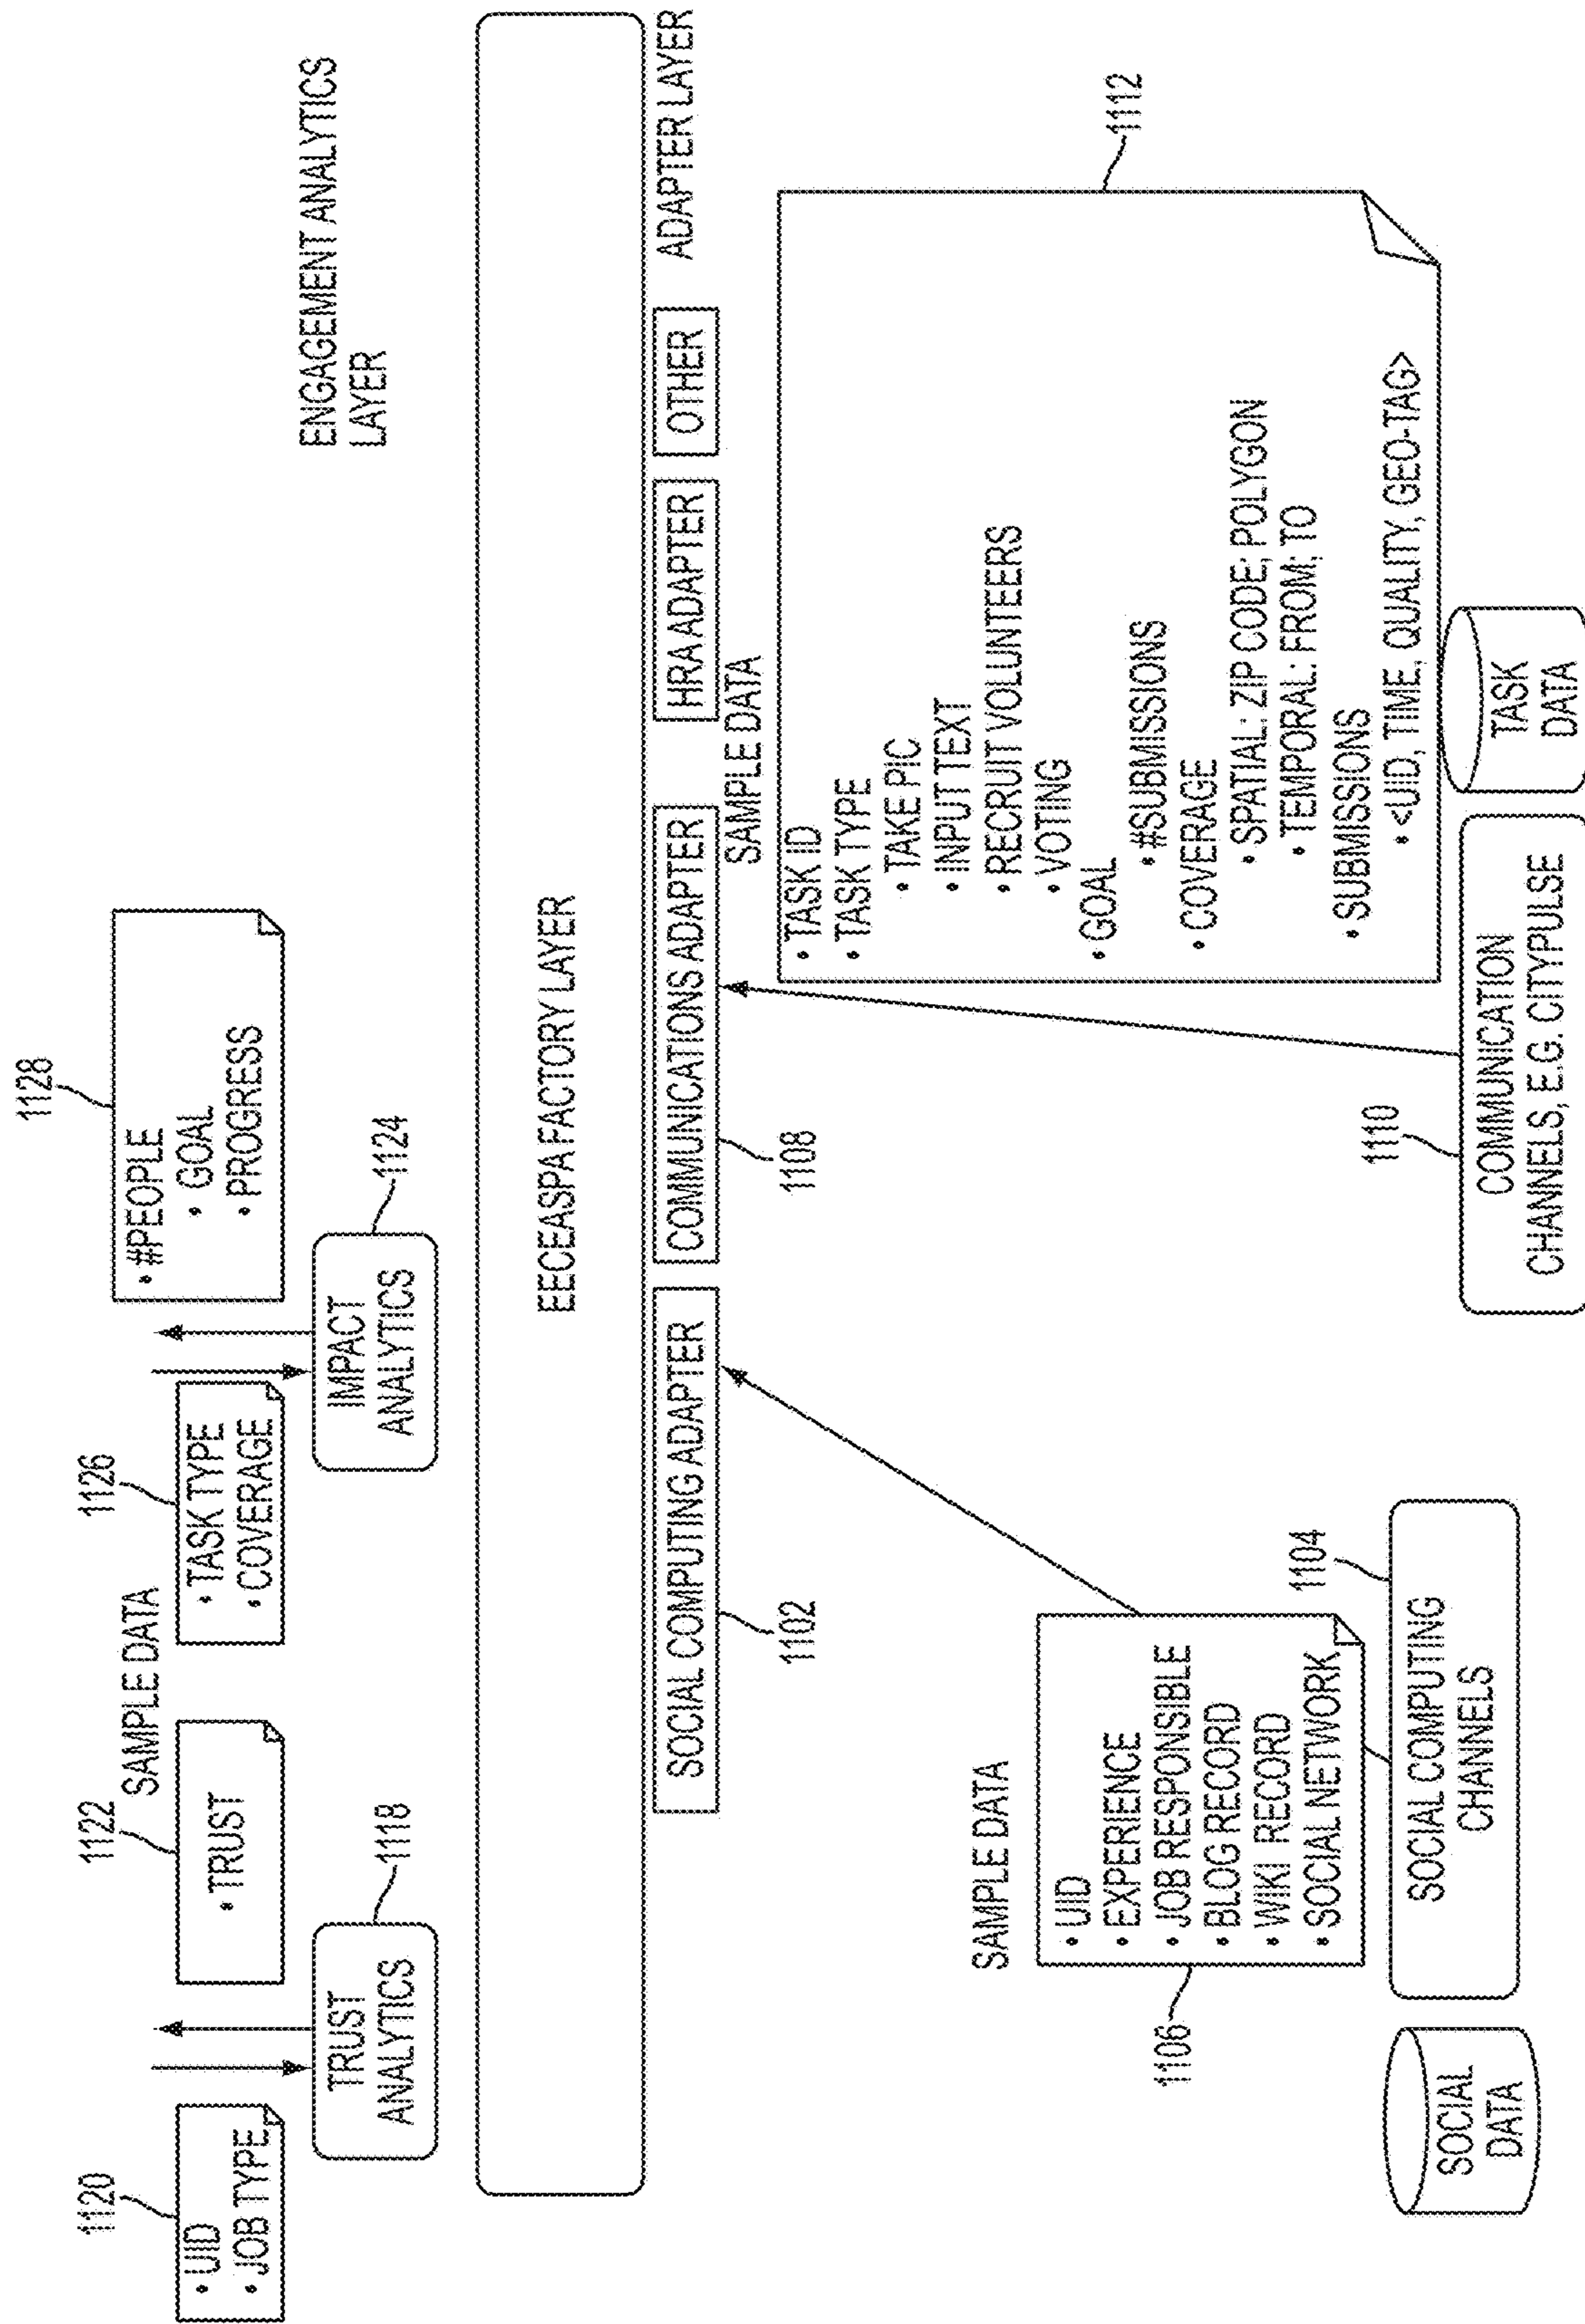 1120
• UID
• JOB TYPE
TRUST
ANALYTICS
1118
1122
• TRUST
SAMPLE DATA
1126
• TASK TYPE
• COVERAGE
IMPACT
ANALYTICS
1124
1128
• #PEOPLE
• GOAL
• PROGRESS
ENGAGEMENT ANALYTICS
LAYER
EECEASPA FACTORY LAYER
SOCIAL COMPUTING ADAPTER
1102
COMMUNICATIONS ADAPTER
1108
HRA ADAPTER
OTHER
ADAPTER LAYER
SAMPLE DATA
• UID
• EXPERIENCE
• JOB RESPONSIBLE
• BLOG RECORD
• WIKI RECORD
• SOCIAL NETWORK
1106
SOCIAL
DATA
SOCIAL COMPUTING
CHANNELS
1104
SAMPLE DATA
• TASK ID
• TASK TYPE
• TAKE PIC
• INPUT TEXT
• RECRUIT VOLUNTEERS
• VOTING
• GOAL
• #SUBMISSIONS
• COVERAGE
• SPATIAL: ZIP CODE; POLYGON
• TEMPORAL: FROM; TO
• SUBMISSIONS
• <UID, TIME, QUALITY, GEO-TAG>
1112
1110
COMMUNICATION
CHANNELS, E.G. CITYPULSE
TASK
DATA